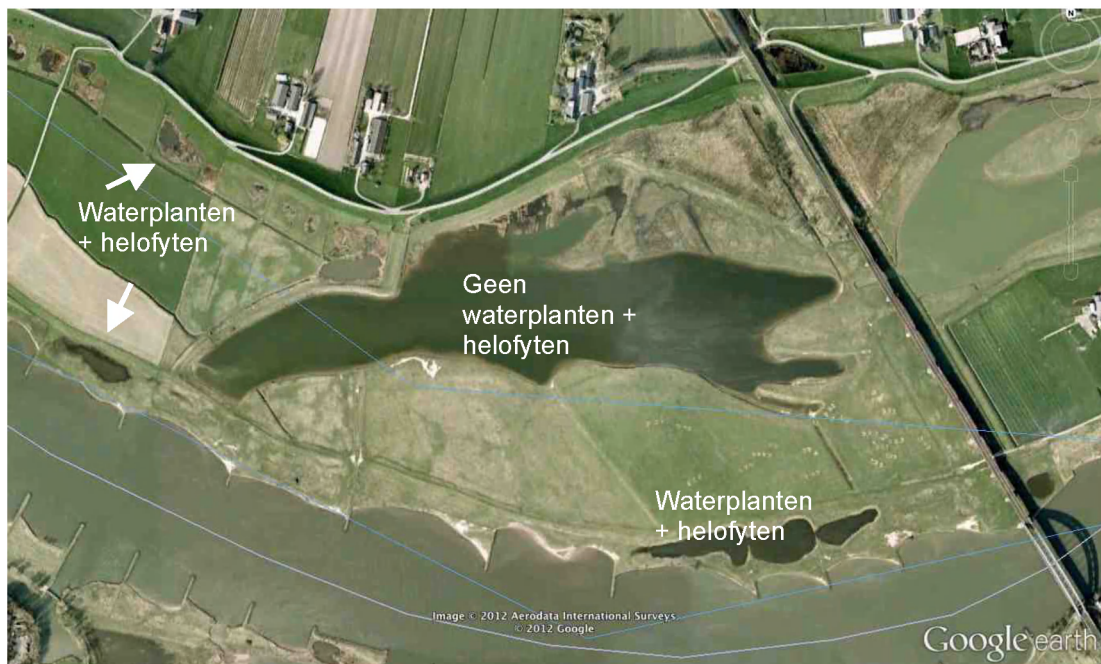 N
Waterplanten
+ helofyten
Geen
waterplanten +
helofyten
Waterplanten
+ helofyten
Image © 2012 Aerodata International Surveys
© 2012 Google
Google earth